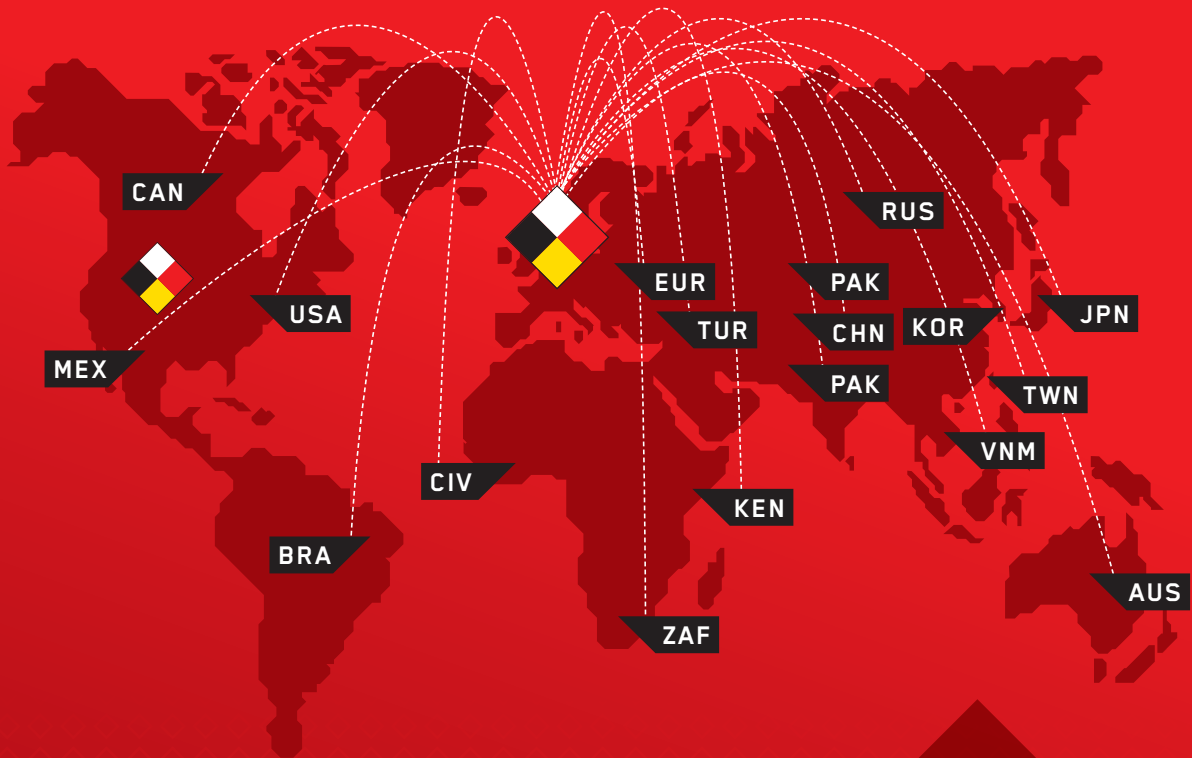 CAN
RUS
EUR
PAK
USA
JPN
TUR
CHN
KOR
MEX
PAK
TWN
VNM
CIV
KEN
BRA
AUS
ZAF